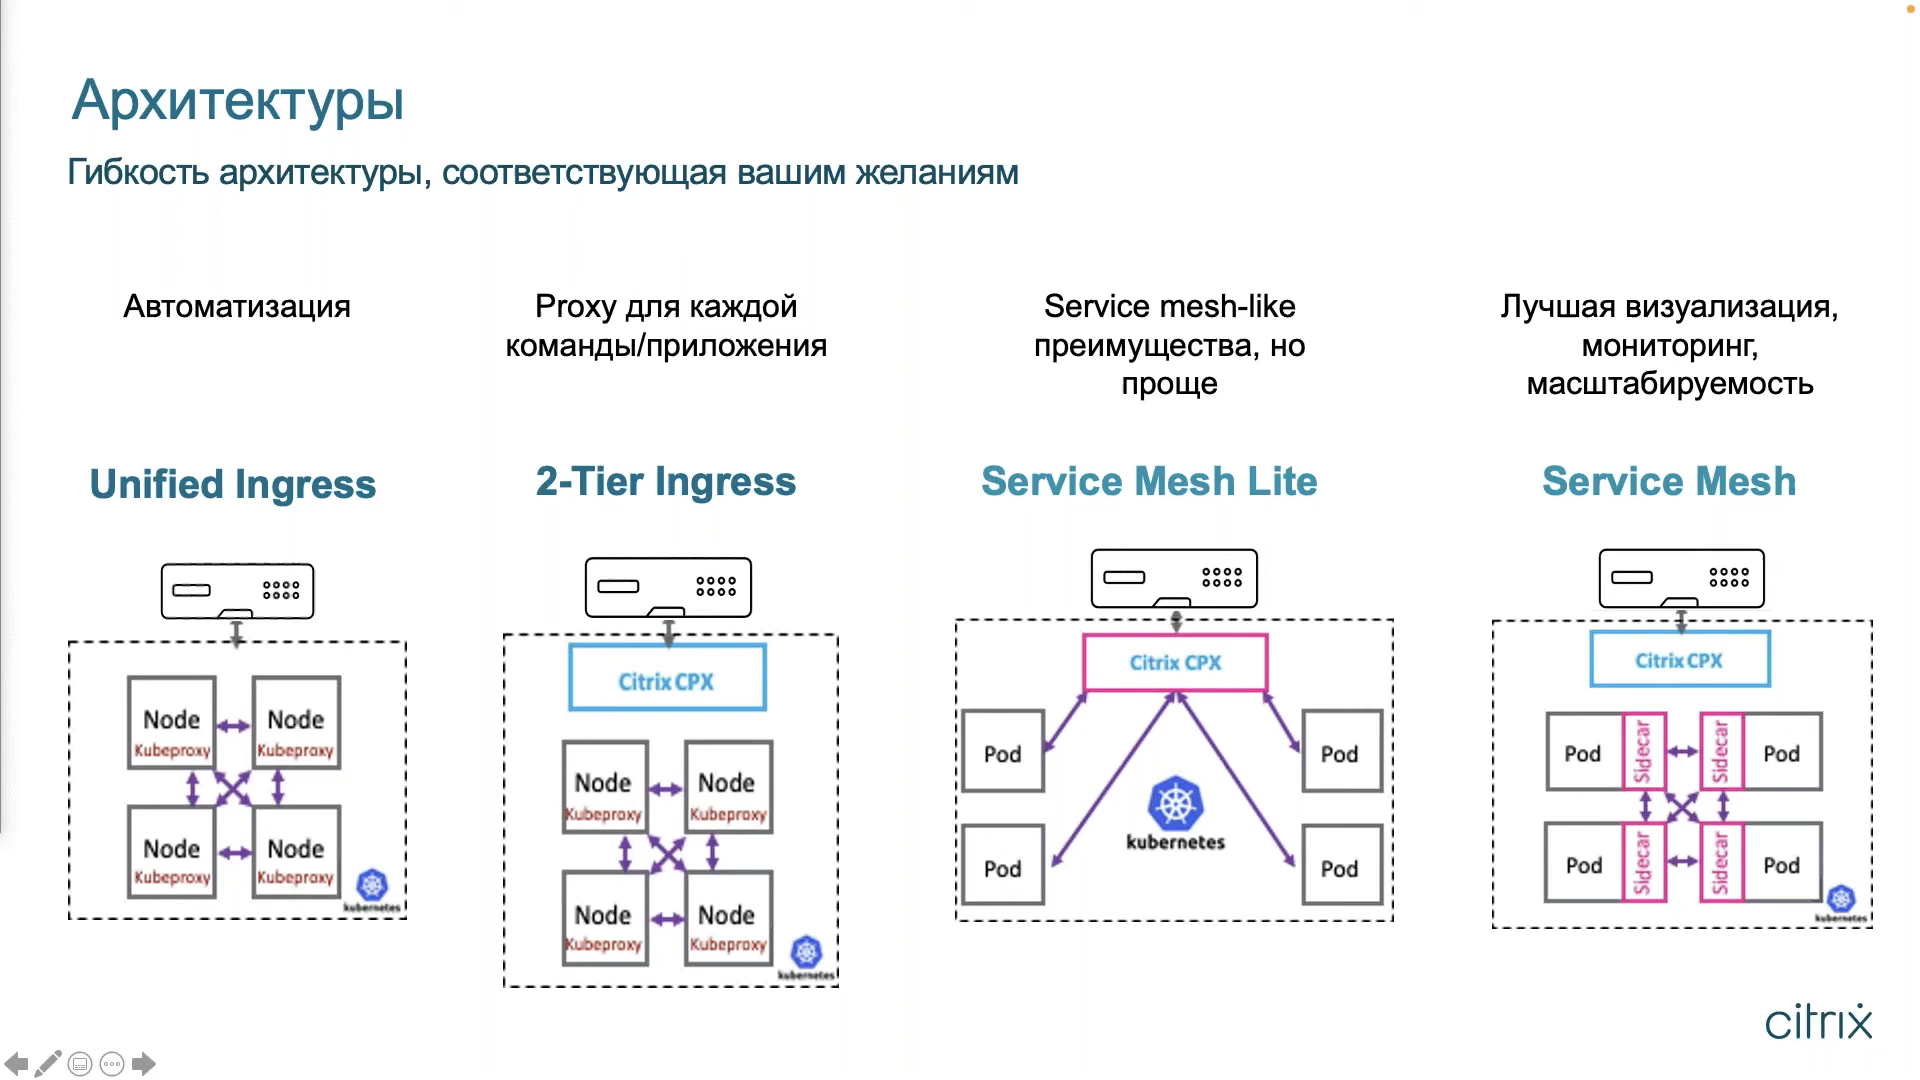 Архитектуры
Гибкость архитектуры, соответствующая вашим желаниям
Автоматизация
Unified Ingress
Node
Kubeproxy
Node
Kubeproxy
Node
Kubeproxy
Node
Kubeproxy
kubernetes
Proxy для каждой
команды/приложения
2-Tier Ingress
Citrix CPX
Node
Kubeproxy
Node
Kubeproxy
Node
Kubeproxy
Node
Kubeproxy
kubernetes
Service mesh-like
преимущества, но
проще
Service Mesh Lite
Citrix CPX
Pod
Pod
kubernetes
Pod
Pod
Лучшая визуализация,
мониторинг,
масштабируемость
Service Mesh
Citrix CPX
Pod
Sidecar
Sidecar
Pod
Pod
Sidecar
Sidecar
Pod
kubernetes
citrix